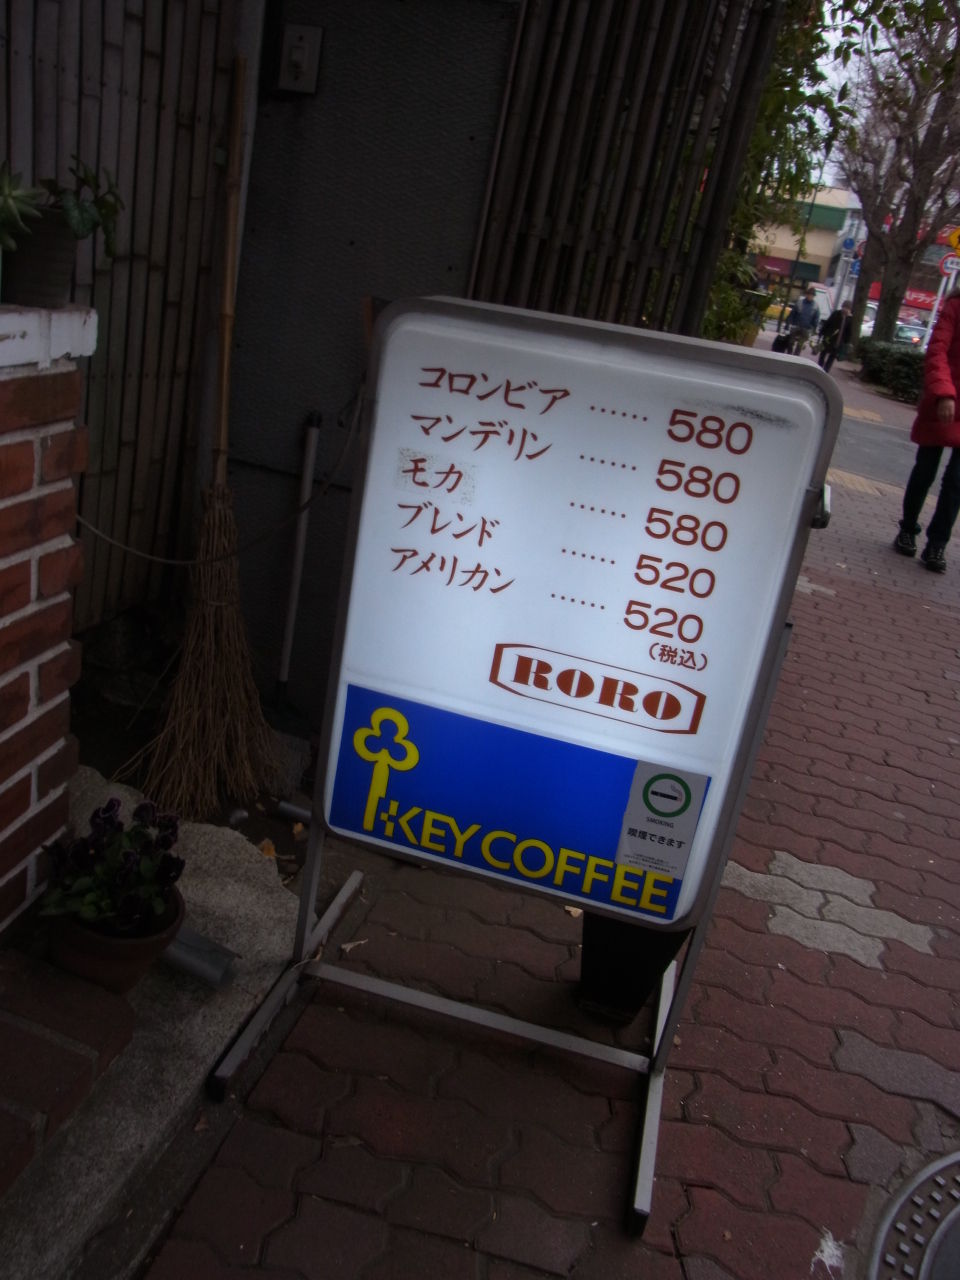 コロンビア ...... 580
マンデリン ...... 580
モカ ...... 580
ブレンド ...... 520
アメリカン ...... 520
(税込)
RORO
KEY COFFEE
SMOKING
喫煙できます